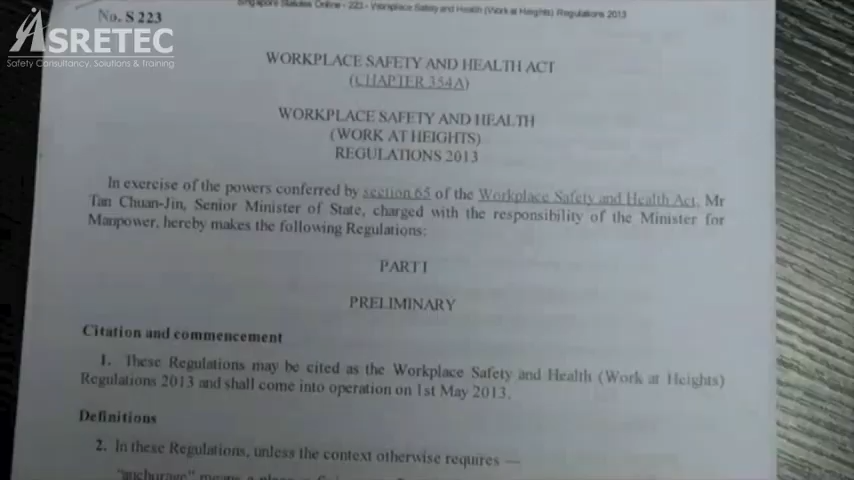 Singapore Statutes Online - 223 - Workplace Safety and Health (Work at Heights) Regulations 2013
No. S 223
ASRETEC
Safety Consultancy, Solutions & Training
WORKPLACE SAFETY AND HEALTH ACT
(CHAPTER 354A)
WORKPLACE SAFETY AND HEALTH
(WORK AT HEIGHTS)
REGULATIONS 2013
In exercise of the powers conferred by section 65 of the Workplace Safety and Health Act, Mr
Tan Chuan-Jin, Senior Minister of State, charged with the responsibility of the Minister for
Manpower, hereby makes the following Regulations:
PART I
PRELIMINARY
Citation and commencement
1. These Regulations may be cited as the Workplace Safety and Health (Work at Heights)
Regulations 2013 and shall come into operation on 1st May 2013.
Definitions
2. In these Regulations, unless the context otherwise requires —
"anchorage" means a place